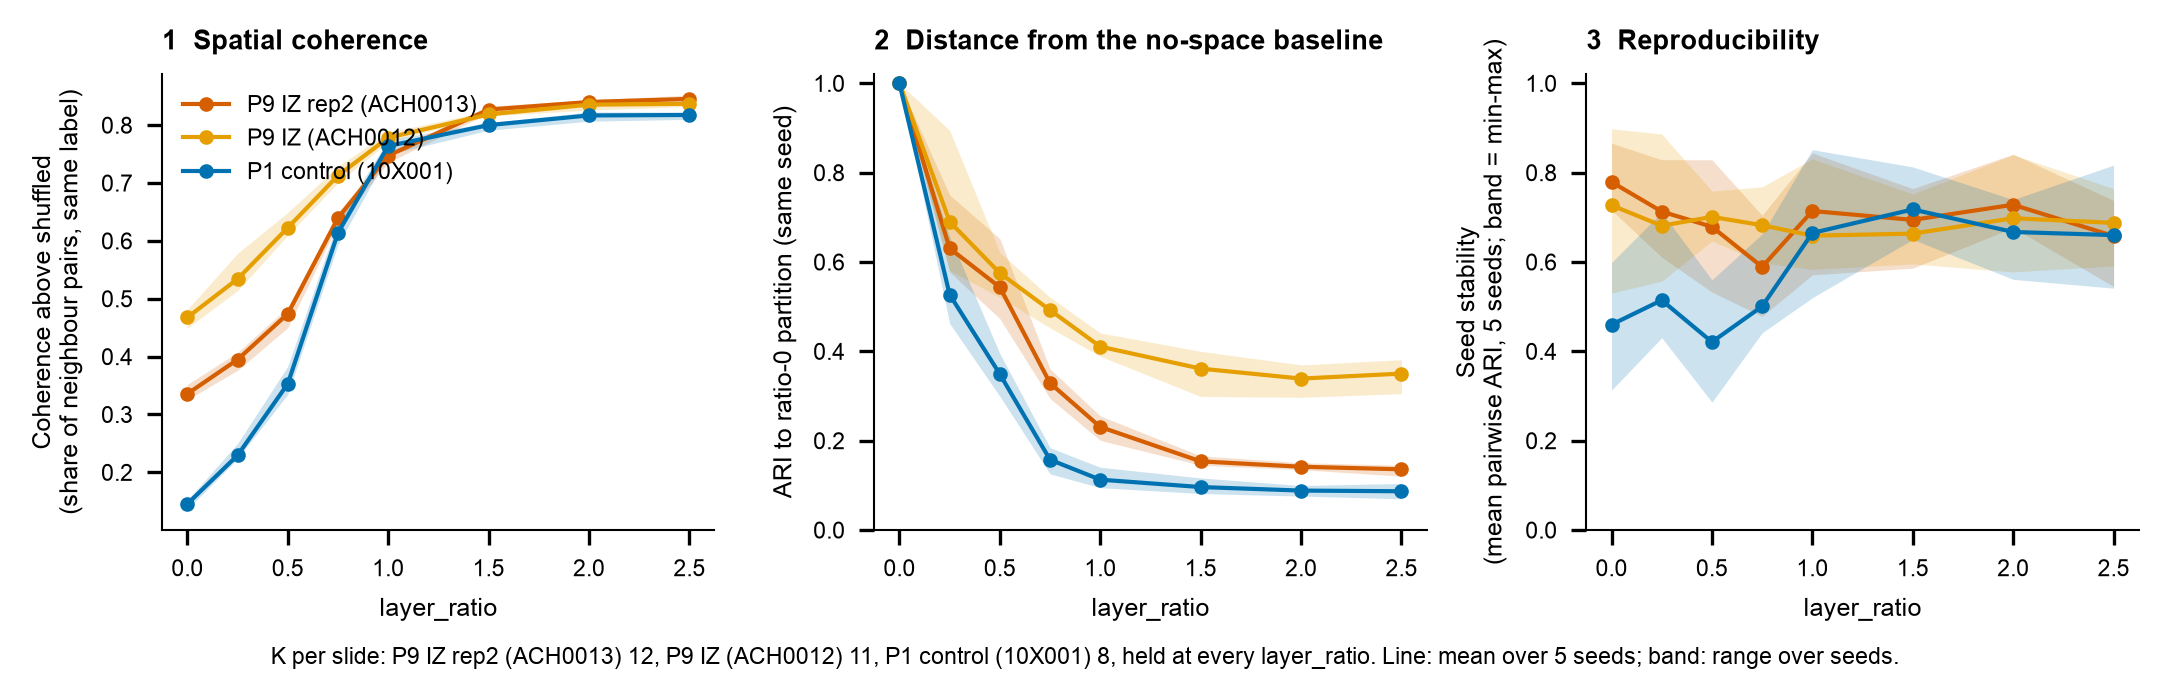 1 Spatial coherence
Coherence above shuffled
(share of neighbour pairs, same label)
0.8
0.7
0.6
0.5
0.4
0.3
0.2
P9 IZ rep2 (ACH0013)
P9 IZ (ACH0012)
P1 control (10X001)
0.0 0.5 1.0 1.5 2.0 2.5
layer_ratio
2 Distance from the no-space baseline
ARI to ratio-0 partition (same seed)
1.0
0.8
0.6
0.4
0.2
0.0
0.0 0.5 1.0 1.5 2.0 2.5
layer_ratio
3 Reproducibility
Seed stability
(mean pairwise ARI, 5 seeds; band = min-max)
1.0
0.8
0.6
0.4
0.2
0.0
0.0 0.5 1.0 1.5 2.0 2.5
layer_ratio
K per slide: P9 IZ rep2 (ACH0013) 12, P9 IZ (ACH0012) 11, P1 control (10X001) 8, held at every layer_ratio. Line: mean over 5 seeds; band: range over seeds.